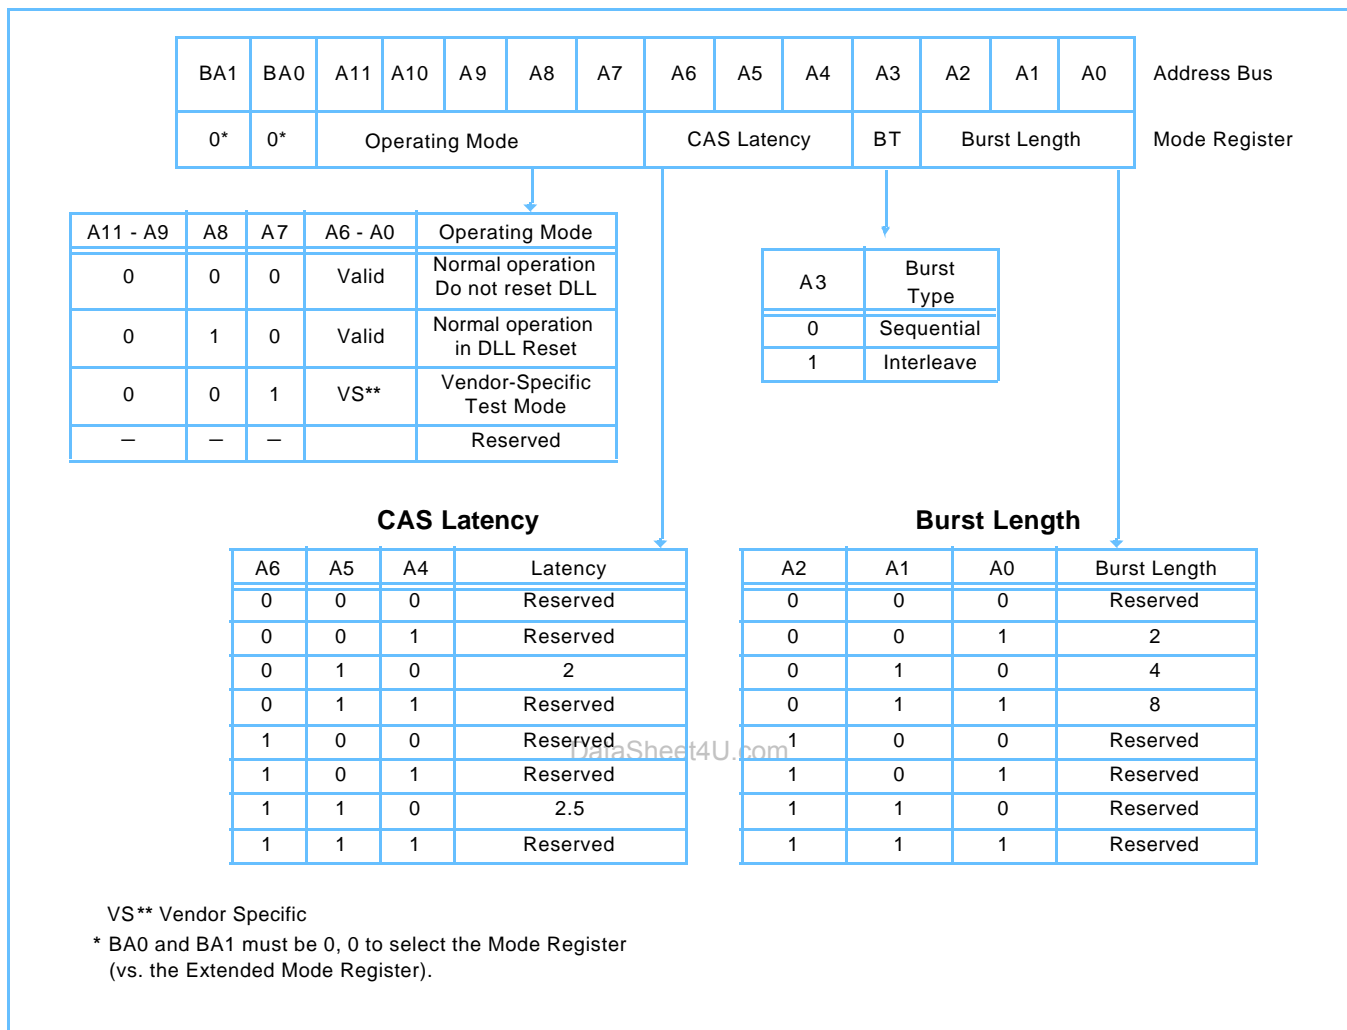 BA1 BA0 A11 A10 A9 A8 A7 A6 A5 A4 A3 A2 A1 A0 Address Bus
0* 0* Operating Mode CAS Latency BT Burst Length Mode Register
A11 - A9 A8 A7 A6 - A0 Operating Mode
0 0 0 Valid Normal operation
Do not reset DLL
0 1 0 Valid Normal operation
in DLL Reset
0 0 1 VS** Vendor-Specific
Test Mode
– – – Reserved
A3 Burst
Type
0 Sequential
1 Interleave
CAS Latency
A6 A5 A4 Latency
0 0 0 Reserved
0 0 1 Reserved
0 1 0 2
0 1 1 Reserved
1 0 0 Reserved
1 0 1 Reserved
1 1 0 2.5
1 1 1 Reserved
Burst Length
A2 A1 A0 Burst Length
0 0 0 Reserved
0 0 1 2
0 1 0 4
0 1 1 8
1 0 0 Reserved
1 0 1 Reserved
1 1 0 Reserved
1 1 1 Reserved
DataSheet4U.com
VS** Vendor Specific
* BA0 and BA1 must be 0, 0 to select the Mode Register
(vs. the Extended Mode Register).